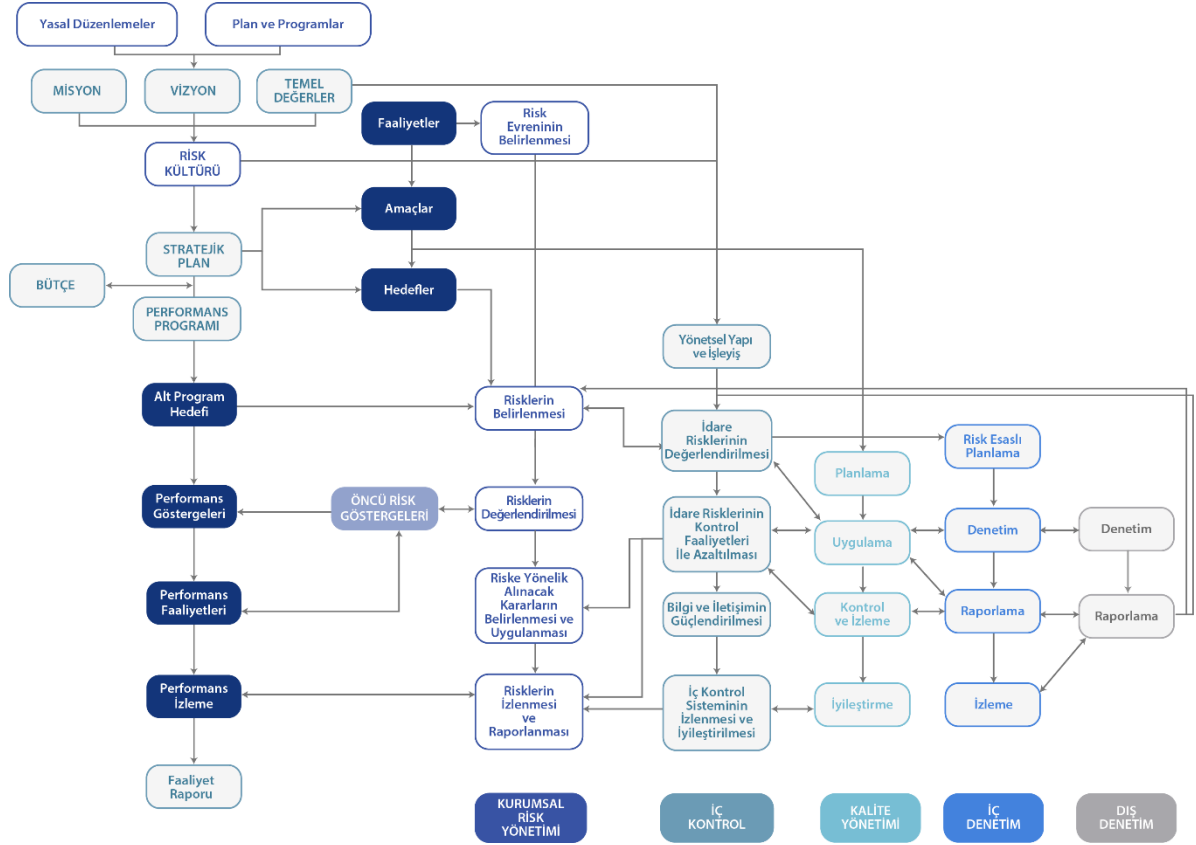 Yasal Düzenlemeler
Plan ve Programlar
MİSYON
VİZYON
TEMEL
DEĞERLER
Faaliyetler
Risk
Evreninin
Belirlenmesi
RİSK
KÜLTÜRÜ
Amaçlar
STRATEJİK
PLAN
BÜTÇE
Hedefler
PERFORMANS
PROGRAMI
Yönetsel Yapı
ve İşleyiş
Alt Program
Hedefi
Risklerin
Belirlenmesi
İdare
Risklerinin
Değerlendirilmesi
Risk Esaslı
Planlama
Planlama
Performans
Göstergeleri
ÖNCÜ RİSK
GÖSTERGELERİ
Risklerin
Değerlendirilmesi
İdare Risklerinin
Kontrol
Faaliyetleri
İle Azaltılması
Uygulama
Denetim
Denetim
Performans
Faaliyetleri
Riske Yönelik
Alınacak
Kararların
Belirlenmesi ve
Uygulanması
Bilgi ve İletişimin
Güçlendirilmesi
Kontrol
ve İzleme
Raporlama
Raporlama
Performans
İzleme
Risklerin
İzlenmesi
ve
Raporlanması
İç Kontrol
Sisteminin
İzlenmesi ve
İyileştirilmesi
İyileştirme
İzleme
Faaliyet
Raporu
KURUMSAL
RİSK
YÖNETİMİ
İÇ
KONTROL
KALİTE
YÖNETİMİ
İÇ
DENETİM
DIŞ
DENETİM